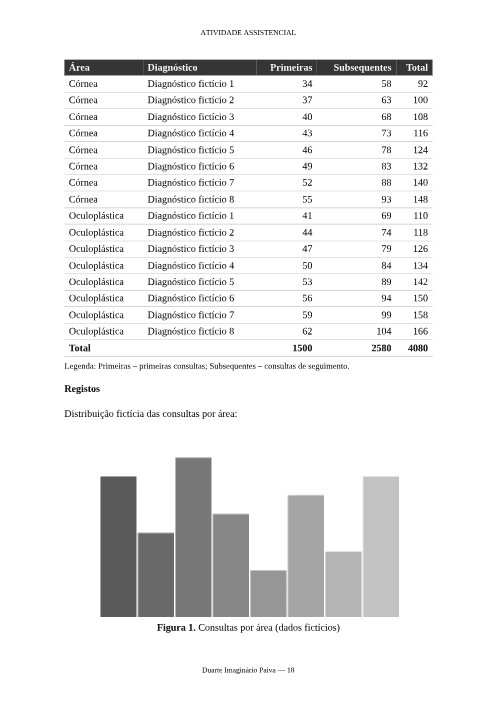 ATIVIDADE ASSISTENCIAL
Área Diagnóstico Primeiras Subsequentes Total
Córnea Diagnóstico fictício 1 34 58 92
Córnea Diagnóstico fictício 2 37 63 100
Córnea Diagnóstico fictício 3 40 68 108
Córnea Diagnóstico fictício 4 43 73 116
Córnea Diagnóstico fictício 5 46 78 124
Córnea Diagnóstico fictício 6 49 83 132
Córnea Diagnóstico fictício 7 52 88 140
Córnea Diagnóstico fictício 8 55 93 148
Oculoplástica Diagnóstico fictício 1 41 69 110
Oculoplástica Diagnóstico fictício 2 44 74 118
Oculoplástica Diagnóstico fictício 3 47 79 126
Oculoplástica Diagnóstico fictício 4 50 84 134
Oculoplástica Diagnóstico fictício 5 53 89 142
Oculoplástica Diagnóstico fictício 6 56 94 150
Oculoplástica Diagnóstico fictício 7 59 99 158
Oculoplástica Diagnóstico fictício 8 62 104 166
Total 1500 2580 4080
Legenda: Primeiras – primeiras consultas; Subsequentes – consultas de seguimento.
Registos
Distribuição fictícia das consultas por área:
Figura 1. Consultas por área (dados fictícios)
Duarte Imaginário Paiva — 18